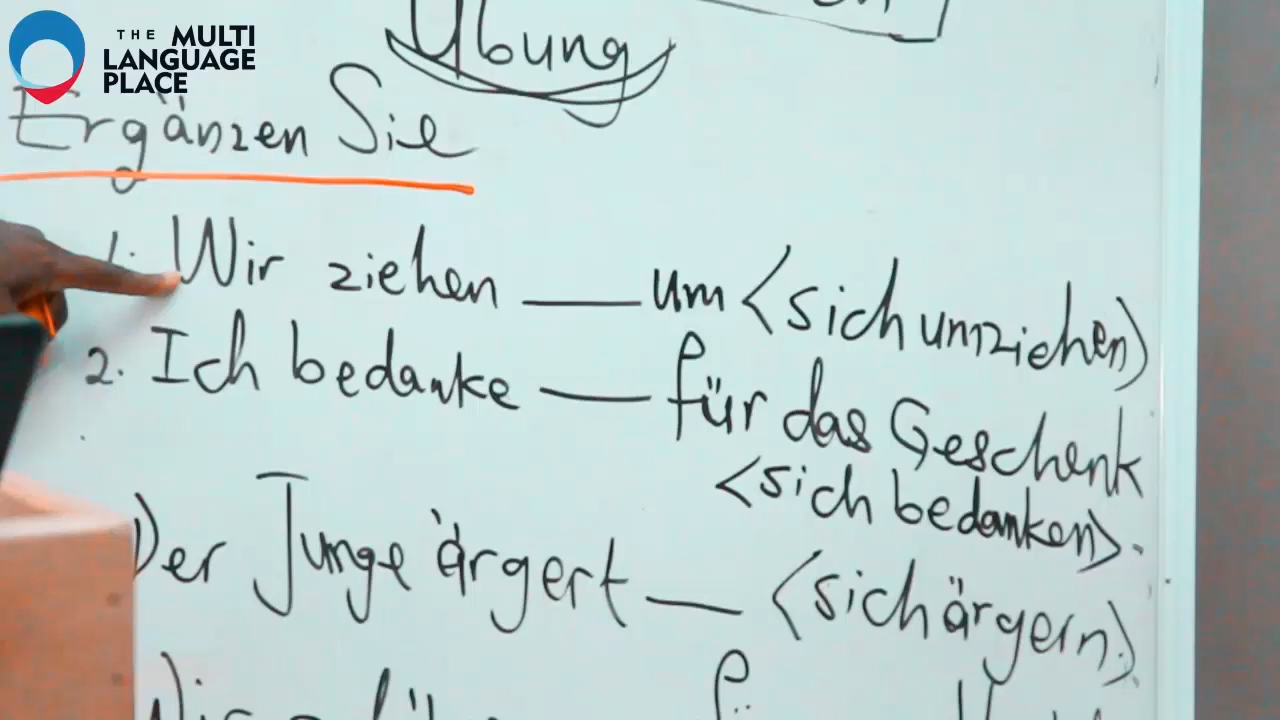 THE MULTI
LANGUAGE
PLACE
Übung
Ergänzen Sie
1. Wir ziehen ___ um <sich umziehen)
2. Ich bedanke ___ für das Geschenk
<sich bedanken>.
Der Junge ärgert ___ <sich ärgern)